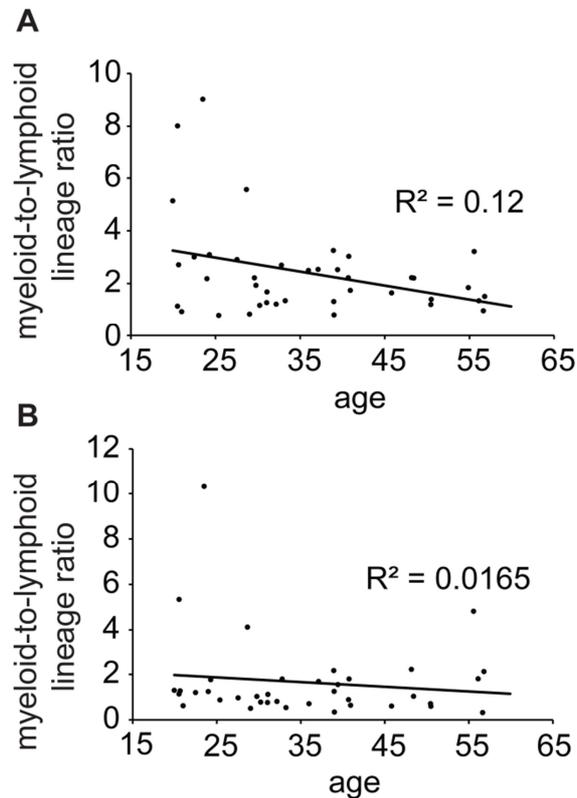 A
myeloid-to-lymphoid
lineage ratio
10
8
6
4
2
0
R² = 0.12
15 25 35 45 55 65
age
B
myeloid-to-lymphoid
lineage ratio
12
10
8
6
4
2
0
R² = 0.0165
15 25 35 45 55 65
age